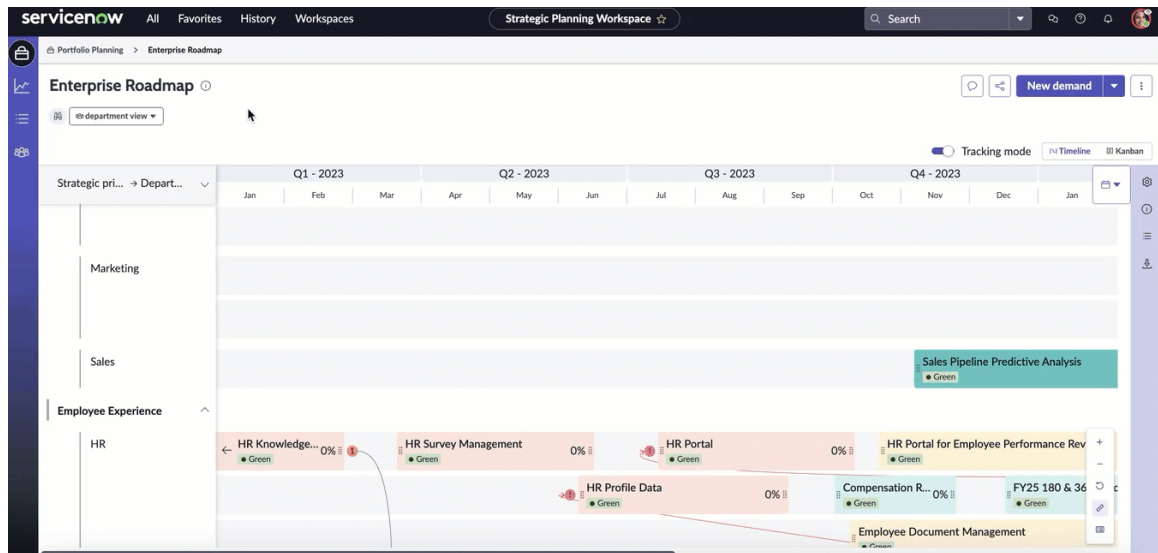 servicenow All Favorites History Workspaces Strategic Planning Workspace Search
Portfolio Planning > Enterprise Roadmap
Enterprise Roadmap
New demand
department view
Tracking mode Timeline Kanban
Strategic pri... → Depart...
Q1 - 2023 Q2 - 2023 Q3 - 2023 Q4 - 2023
Jan Feb Mar Apr May Jun Jul Aug Sep Oct Nov Dec Jan
Marketing
Sales
Sales Pipeline Predictive Analysis
Green
Employee Experience
HR
HR Knowledge... 0% 1 HR Survey Management 0% ! HR Portal 0% HR Portal for Employee Performance Rev
Green Green Green Green
! HR Profile Data 0% Compensation R... 0% FY25 180 & 36
Green Green Green
Employee Document Management
Green